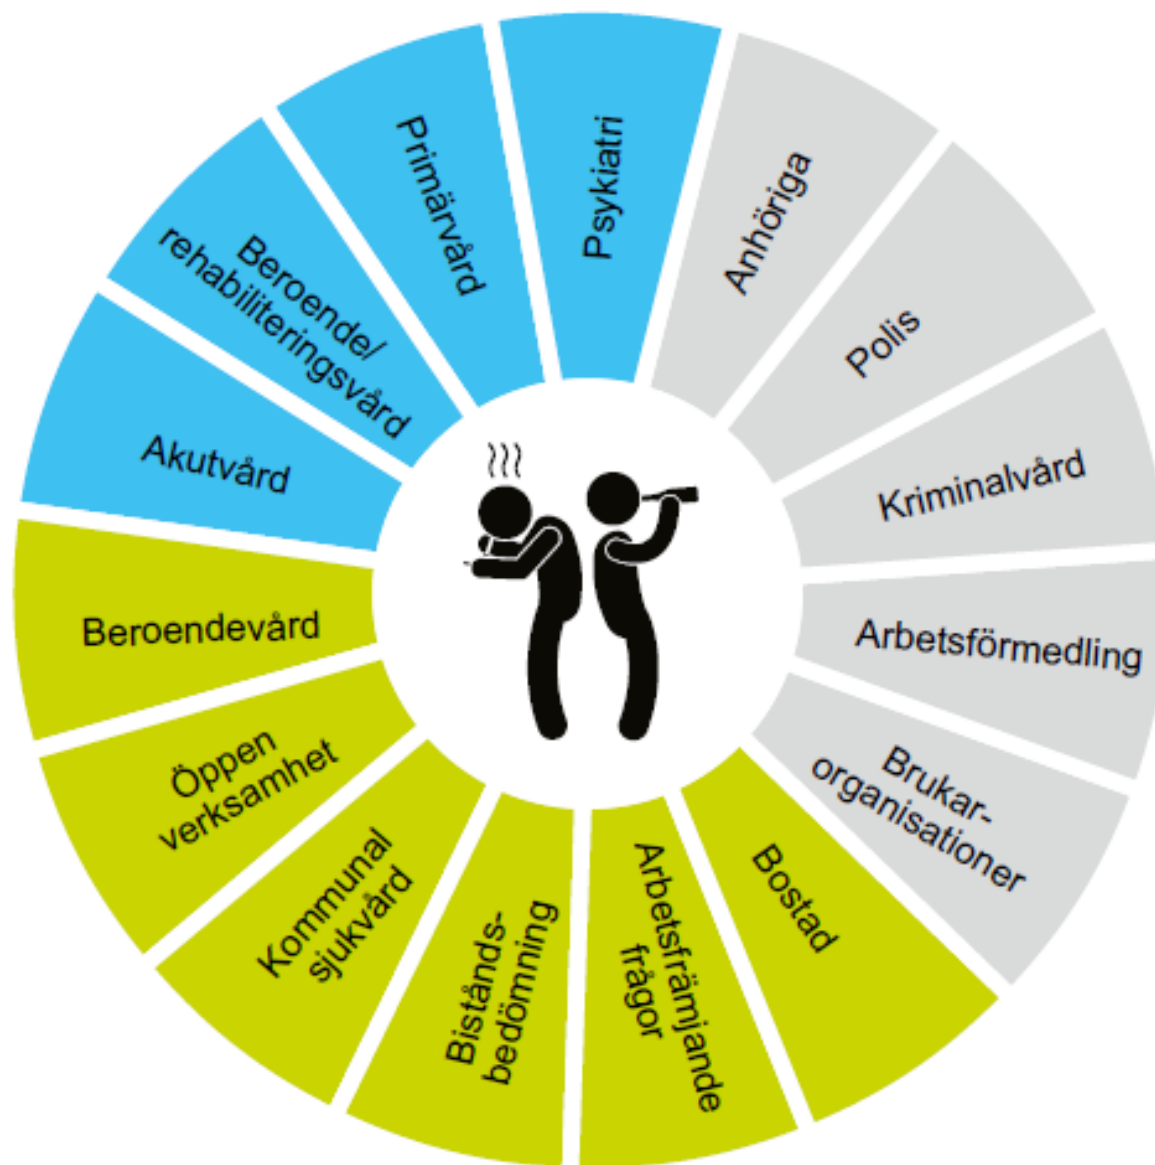 Psykiatri
Anhöriga
Polis
Kriminalvård
Arbetsförmedling
Brukar-
organisationer
Bostad
Arbetsfrämjande
frågor
Bistånds-
bedömning
Kommunal
sjukvård
Öppen
verksamhet
Beroendevård
Akutvård
Beroende/
rehabiliteringsvård
Primärvård